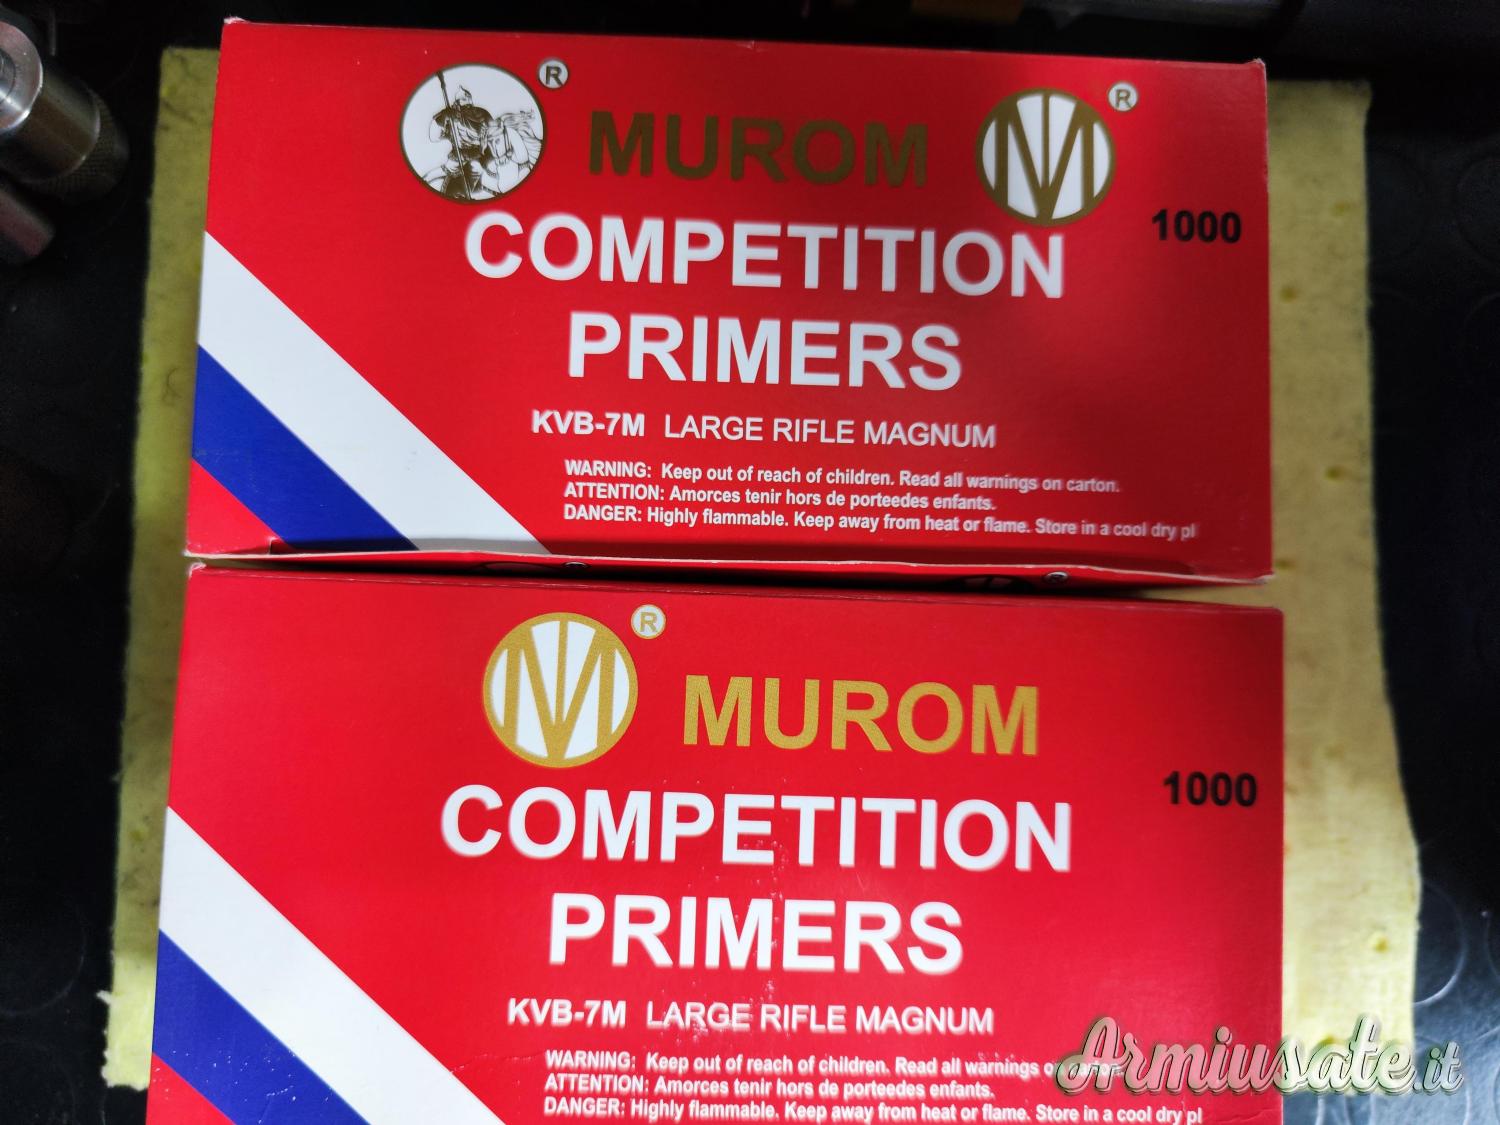 ® MUROM ®
COMPETITION
1000
PRIMERS
KVB-7M LARGE RIFLE MAGNUM
WARNING: Keep out of reach of children. Read all warnings on carton.
ATTENTION: Amorces tenir hors de porteedes enfants.
DANGER: Highly flammable. Keep away from heat or flame. Store in a cool dry pl
® MUROM
COMPETITION
1000
PRIMERS
KVB-7M LARGE RIFLE MAGNUM
WARNING: Keep out of reach of children. Read all warnings on carton.
ATTENTION: Amorces tenir hors de porteedes enfants.
DANGER: Highly flammable. Keep away from heat or flame. Store in a cool dry pl
Armiusate.it